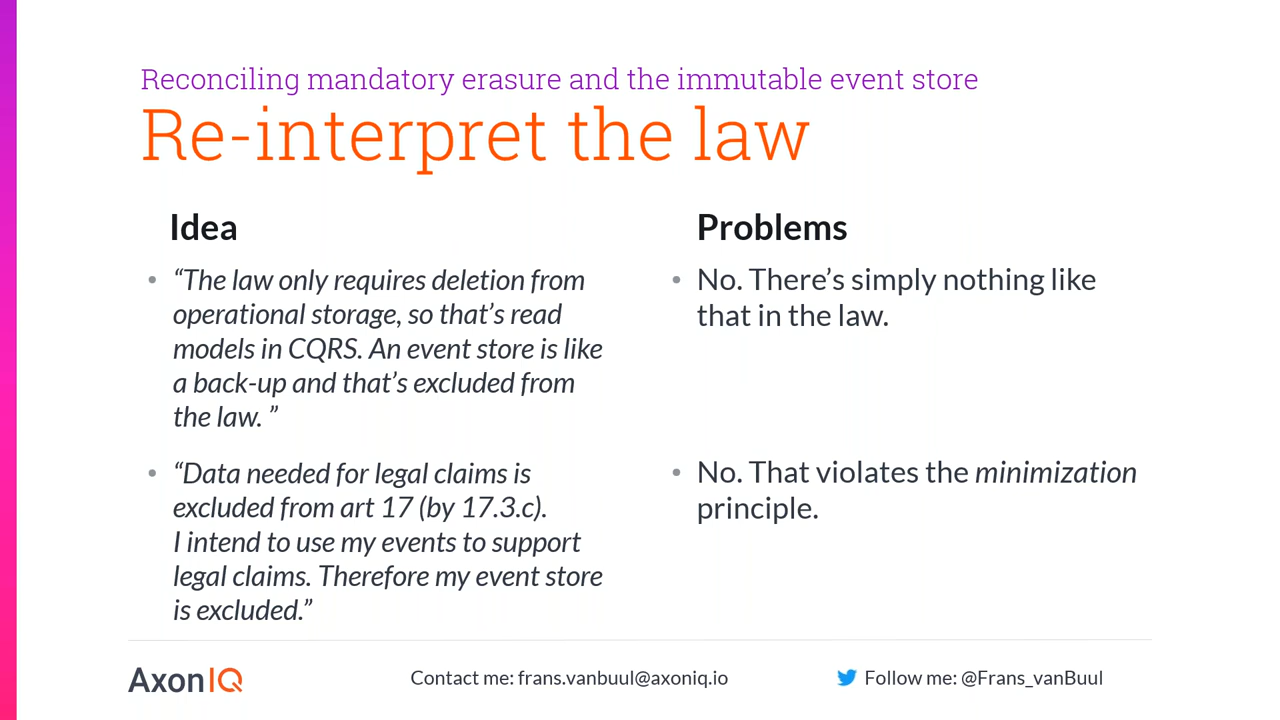 Reconciling mandatory erasure and the immutable event store
Re-interpret the law
Idea
• “The law only requires deletion from
operational storage, so that’s read
models in CQRS. An event store is like
a back-up and that’s excluded from
the law. ”
• “Data needed for legal claims is
excluded from art 17 (by 17.3.c).
I intend to use my events to support
legal claims. Therefore my event store
is excluded.”
Problems
• No. There’s simply nothing like
that in the law.
• No. That violates the minimization
principle.
AxonIQ
Contact me: frans.vanbuul@axoniq.io
Follow me: @Frans_vanBuul